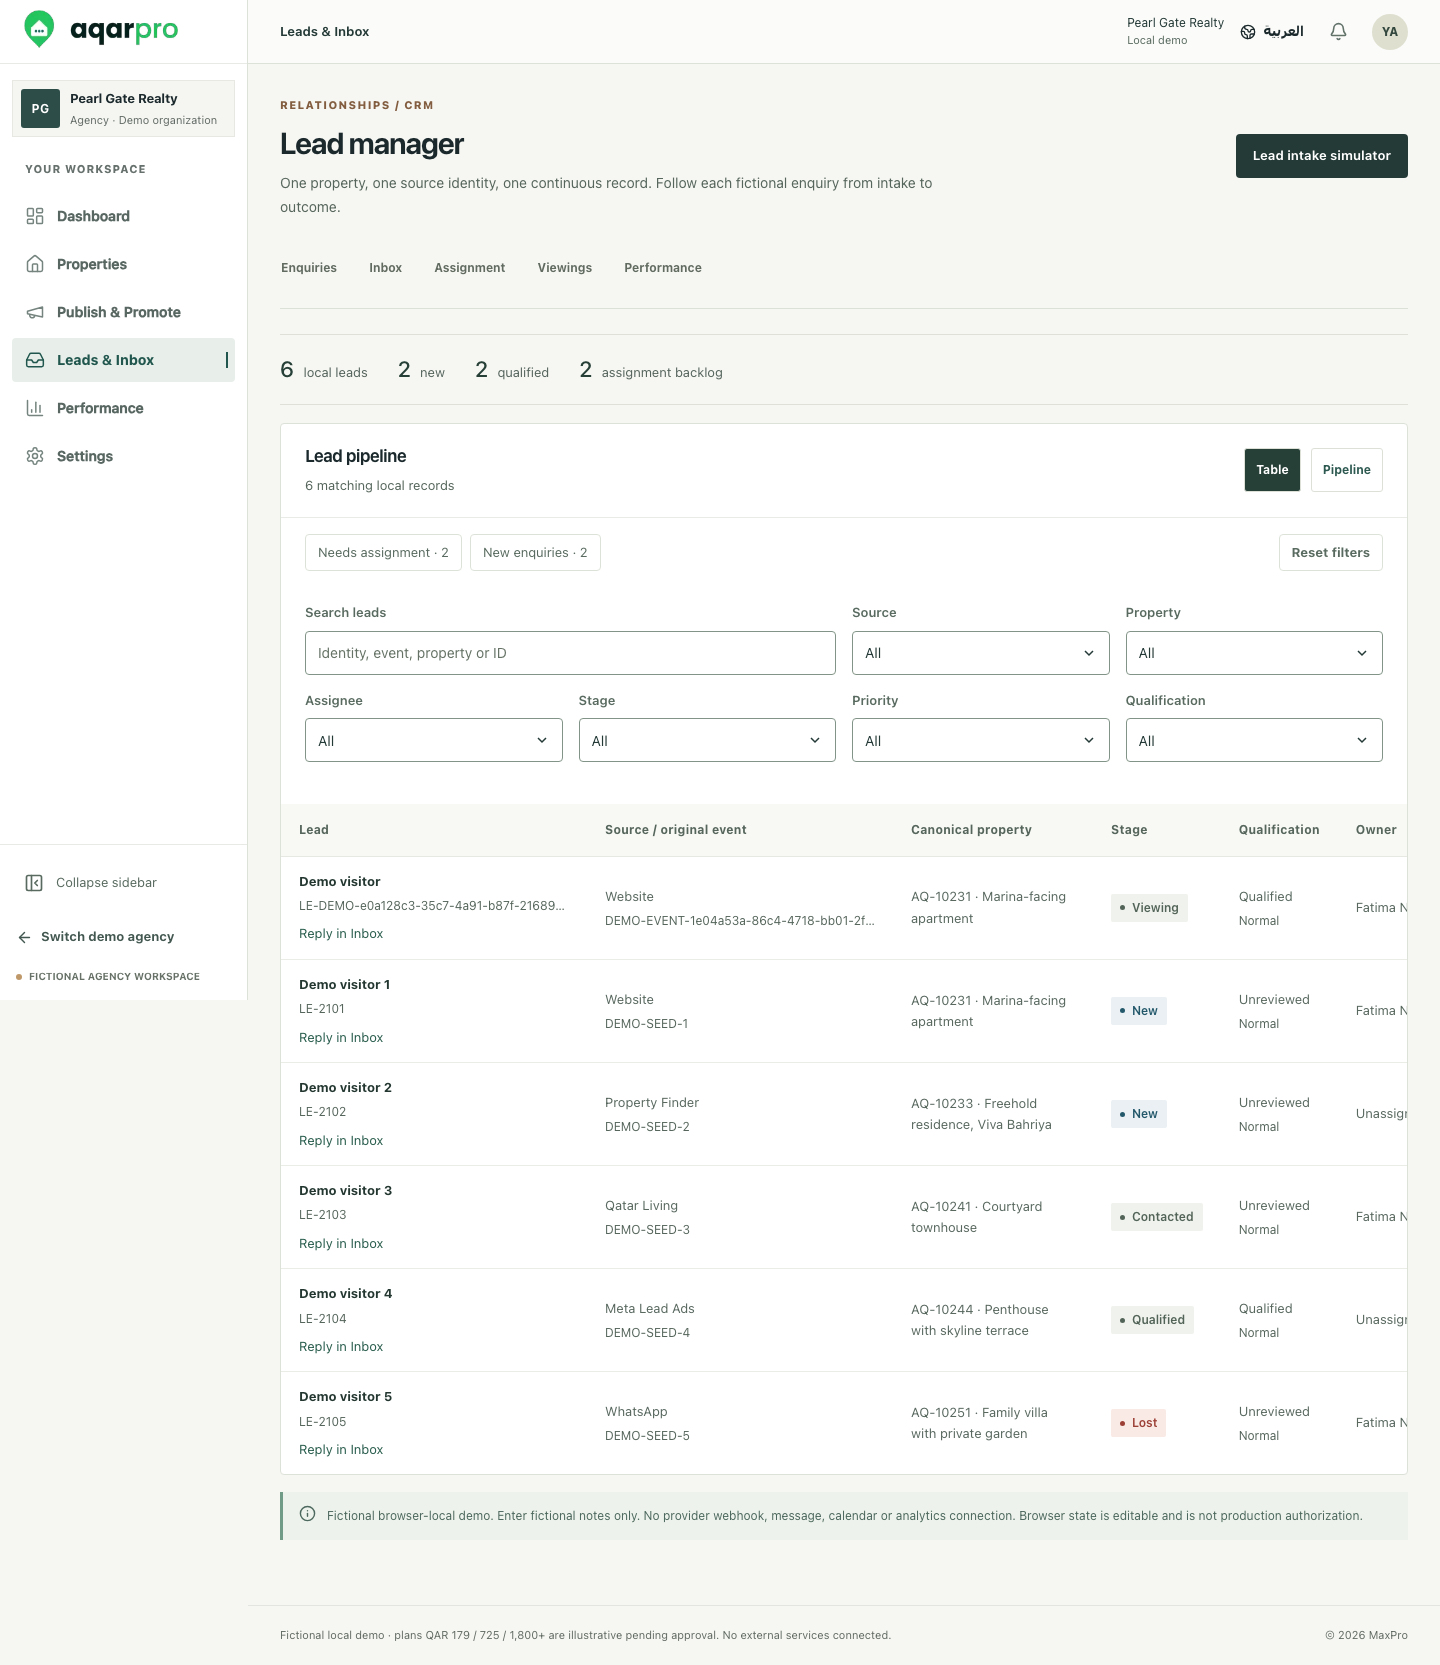 aqarpro
Leads & Inbox
Pearl Gate Realty
Local demo
العربية
YA
PG
Pearl Gate Realty
Agency · Demo organization
YOUR WORKSPACE
Dashboard
Properties
Publish & Promote
Leads & Inbox
Performance
Settings
Collapse sidebar
Switch demo agency
FICTIONAL AGENCY WORKSPACE
RELATIONSHIPS / CRM
Lead manager
One property, one source identity, one continuous record. Follow each fictional enquiry from intake to
outcome.
Lead intake simulator
Enquiries Inbox Assignment Viewings Performance
6 local leads 2 new 2 qualified 2 assignment backlog
Lead pipeline
6 matching local records
Table Pipeline
Needs assignment · 2 New enquiries · 2 Reset filters
Search leads Source Property
Identity, event, property or ID All All
Assignee Stage Priority Qualification
All All All All
Lead Source / original event Canonical property Stage Qualification Owner
Demo visitor
LE-DEMO-e0a128c3-35c7-4a91-b87f-21689...
Reply in Inbox
Website
DEMO-EVENT-1e04a53a-86c4-4718-bb01-2f...
AQ-10231 · Marina-facing
apartment
Viewing
Qualified
Normal
Fatima N
Demo visitor 1
LE-2101
Reply in Inbox
Website
DEMO-SEED-1
AQ-10231 · Marina-facing
apartment
New
Unreviewed
Normal
Fatima N
Demo visitor 2
LE-2102
Reply in Inbox
Property Finder
DEMO-SEED-2
AQ-10233 · Freehold
residence, Viva Bahriya
New
Unreviewed
Normal
Unassign
Demo visitor 3
LE-2103
Reply in Inbox
Qatar Living
DEMO-SEED-3
AQ-10241 · Courtyard
townhouse
Contacted
Unreviewed
Normal
Fatima N
Demo visitor 4
LE-2104
Reply in Inbox
Meta Lead Ads
DEMO-SEED-4
AQ-10244 · Penthouse
with skyline terrace
Qualified
Qualified
Normal
Unassign
Demo visitor 5
LE-2105
Reply in Inbox
WhatsApp
DEMO-SEED-5
AQ-10251 · Family villa
with private garden
Lost
Unreviewed
Normal
Fatima N
Fictional browser-local demo. Enter fictional notes only. No provider webhook, message, calendar or analytics connection. Browser state is editable and is not production authorization.
Fictional local demo · plans QAR 179 / 725 / 1,800+ are illustrative pending approval. No external services connected.
© 2026 MaxPro